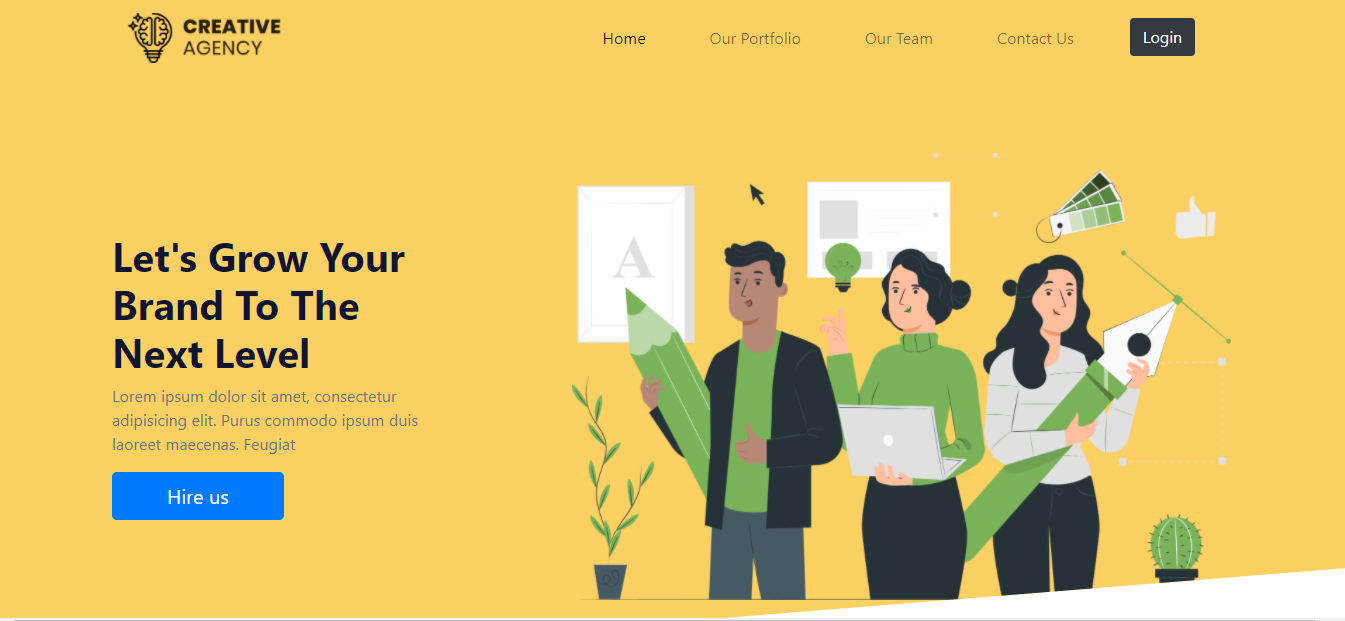 CREATIVE
AGENCY
Home
Our Portfolio
Our Team
Contact Us
Login
A
Let's Grow Your
Brand To The
Next Level
Lorem ipsum dolor sit amet, consectetur
adipisicing elit. Purus commodo ipsum duis
laoreet maecenas. Feugiat
Hire us